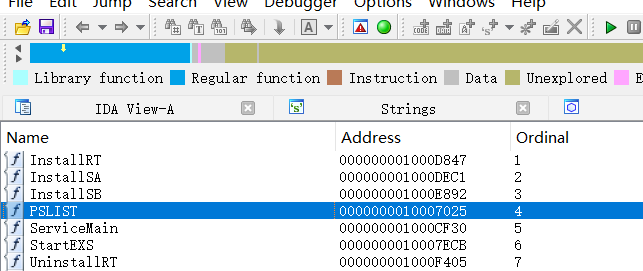 File Edit Jump Search View Debugger Options Windows Help
Library function Regular function Instruction Data Unexplored E
IDA View-A Strings
Name Address Ordinal
InstallRT 000000001000D847 1
InstallSA 000000001000DEC1 2
InstallSB 000000001000E892 3
PSLIST 0000000010007025 4
ServiceMain 000000001000CF30 5
StartEXS 0000000010007ECB 6
UninstallRT 000000001000F405 7